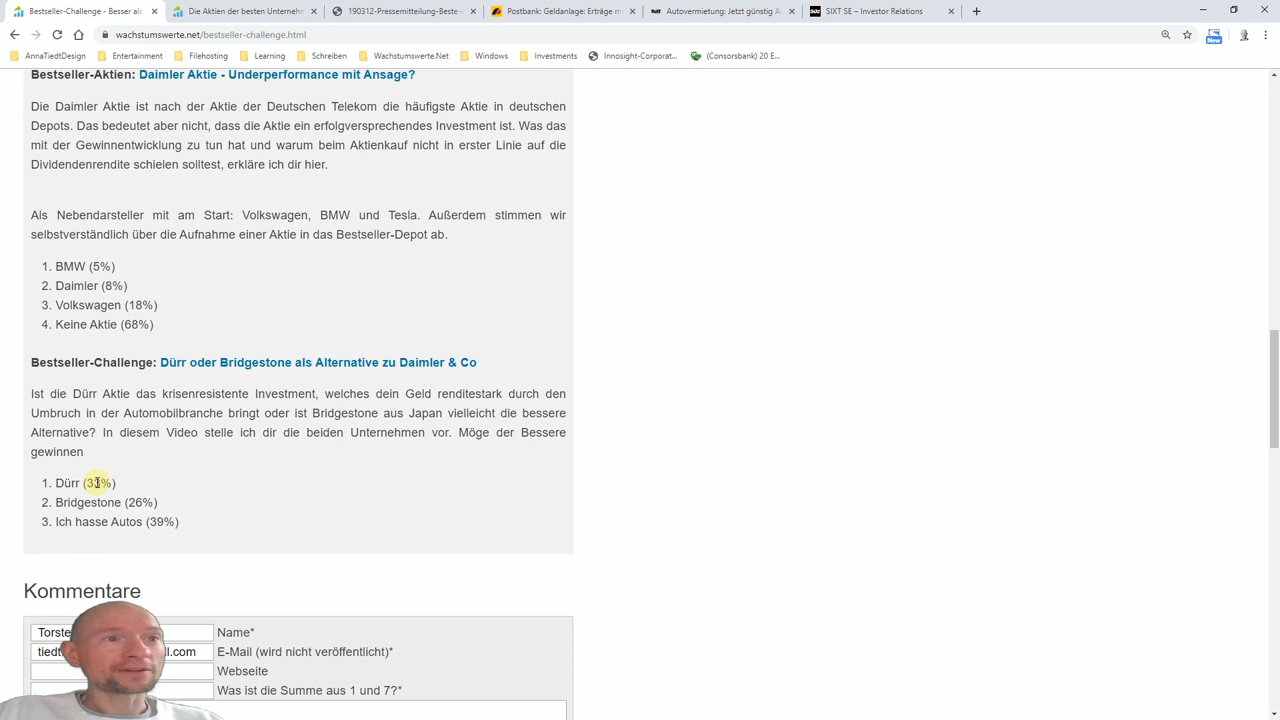 Bestseller-Challenge - Besser als
Die Aktien der besten Unternehm
190312-Pressemitteilung-Beste-A
Postbank: Geldanlage: Erträge m
Autovermietung: Jetzt günstig Au
SIXT SE – Investor Relations
wachstumswerte.net/bestseller-challenge.html
New
AnnaTiedtDesign
Entertainment
Filehosting
Learning
Schreiben
Wachstumswerte.Net
Windows
Investments
Innosight-Corporat...
(Consorsbank) 20 E...
Bestseller-Aktien: Daimler Aktie - Underperformance mit Ansage?
Die Daimler Aktie ist nach der Aktie der Deutschen Telekom die häufigste Aktie in deutschen
Depots. Das bedeutet aber nicht, dass die Aktie ein erfolgversprechendes Investment ist. Was das
mit der Gewinnentwicklung zu tun hat und warum beim Aktienkauf nicht in erster Linie auf die
Dividendenrendite schielen solltest, erkläre ich dir hier.
Als Nebendarsteller mit am Start: Volkswagen, BMW und Tesla. Außerdem stimmen wir
selbstverständlich über die Aufnahme einer Aktie in das Bestseller-Depot ab.
1. BMW (5%)
2. Daimler (8%)
3. Volkswagen (18%)
4. Keine Aktie (68%)
Bestseller-Challenge: Dürr oder Bridgestone als Alternative zu Daimler & Co
Ist die Dürr Aktie das krisenresistente Investment, welches dein Geld renditestark durch den
Umbruch in der Automobilbranche bringt oder ist Bridgestone aus Japan vielleicht die bessere
Alternative? In diesem Video stelle ich dir die beiden Unternehmen vor. Möge der Bessere
gewinnen
1. Dürr
2. Bridgestone (26%)
3. Ich hasse Autos (39%)
Kommentare
Name*
E-Mail (wird nicht veröffentlicht)*
Webseite
Was ist die Summe aus 1 und 7?*